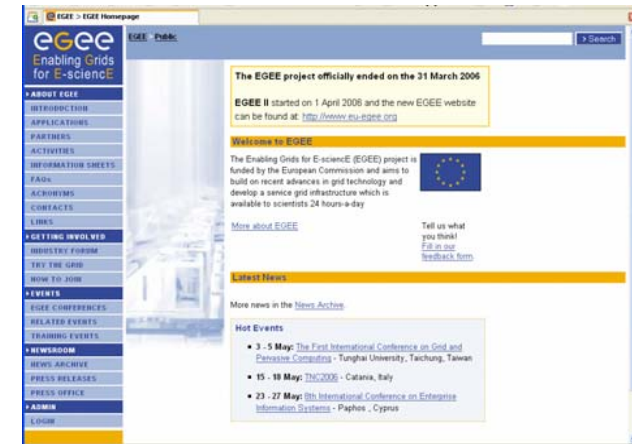 EGEE > EGEE Homepage
egee
Enabling Grids
for E-sciencE
EGEE > Public
> Search
ABOUT EGEE
INTRODUCTION
APPLICATIONS
PARTNERS
ACTIVITIES
INFORMATION SHEETS
FAQs
ACRONYMS
CONTACTS
LINKS
GETTING INVOLVED
INDUSTRY FORUM
TRY THE GRID
HOW TO JOIN
EVENTS
EGEE CONFERENCES
RELATED EVENTS
TRAINING EVENTS
NEWSROOM
NEWS ARCHIVE
PRESS RELEASES
PRESS OFFICE
ADMIN
LOGIN
The EGEE project officially ended on the 31 March 2006
EGEE II started on 1 April 2006 and the new EGEE website
can be found at: http://www.eu-egee.org
Welcome to EGEE
The Enabling Grids for E-sciencE (EGEE) project is
funded by the European Commission and aims to
build on recent advances in grid technology and
develop a service grid infrastructure which is
available to scientists 24 hours-a-day
More about EGEE
Tell us what
you think!
Fill in our
feedback form
Latest News
More news in the News Archive.
Hot Events
3 - 5 May: The First International Conference on Grid and
Pervasive Computing - Tunghai University, Taichung, Taiwan
15 - 18 May: TNC2006 - Catania, Italy
23 - 27 May: 8th International Conference on Enterprise
Information Systems - Paphos , Cyprus